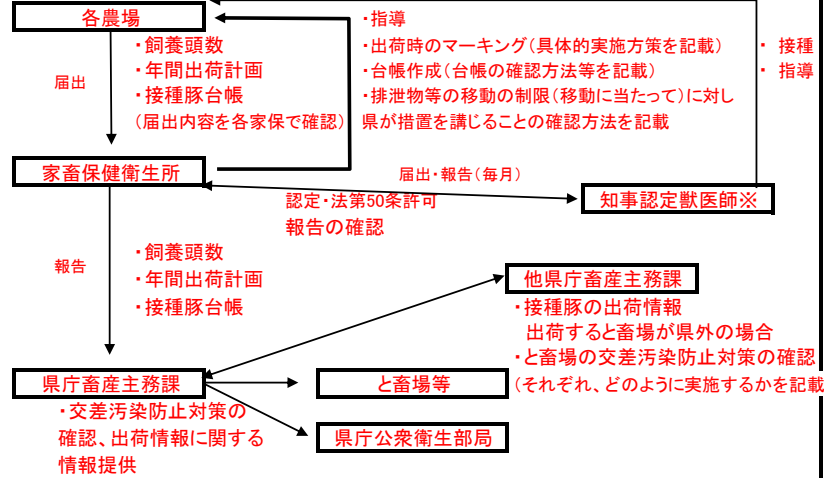 各農場
・指導
・飼養頭数
・出荷時のマーキング(具体的実施方策を記載)
・ 接種
届出
・年間出荷計画
・台帳作成(台帳の確認方法等を記載)
・ 指導
・接種豚台帳
・排泄物等の移動の制限(移動に当たって)に対し
(届出内容を各家保で確認)
県が措置を講じることの確認方法を記載
家畜保健衛生所
届出・報告(毎月)
認定・法第50条許可
知事認定獣医師※
報告の確認
・飼養頭数
報告
・年間出荷計画
・接種豚台帳
他県庁畜産主務課
・接種豚の出荷情報
出荷すると畜場が県外の場合
・と畜場の交差汚染防止対策の確認
(それぞれ、どのように実施するかを記載
県庁畜産主務課
と畜場等
・交差汚染防止対策の
確認、出荷情報に関する
情報提供
県庁公衆衛生部局